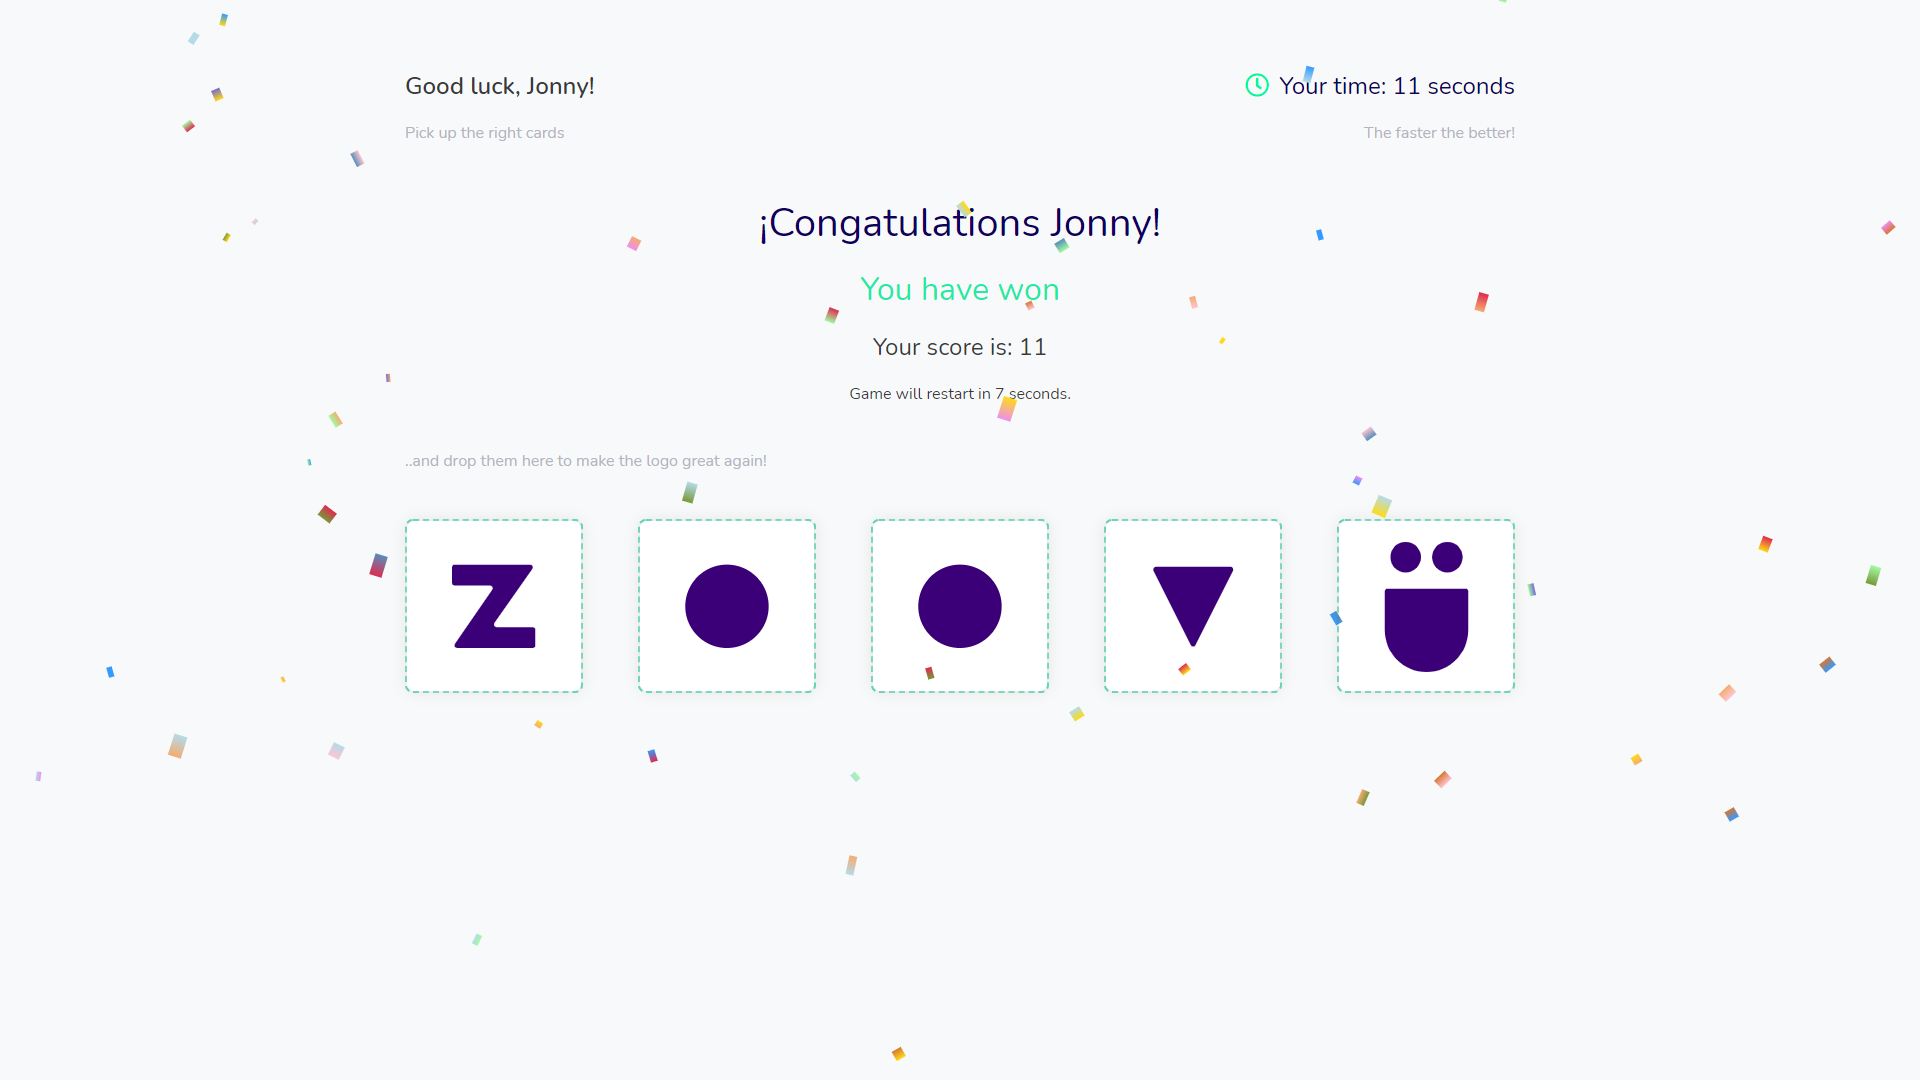 Good luck, Jonny!
Your time: 11 seconds
Pick up the right cards
The faster the better!
¡Congatulations Jonny!
You have won
Your score is: 11
Game will restart in 7 seconds.
..and drop them here to make the logo great again!
Z